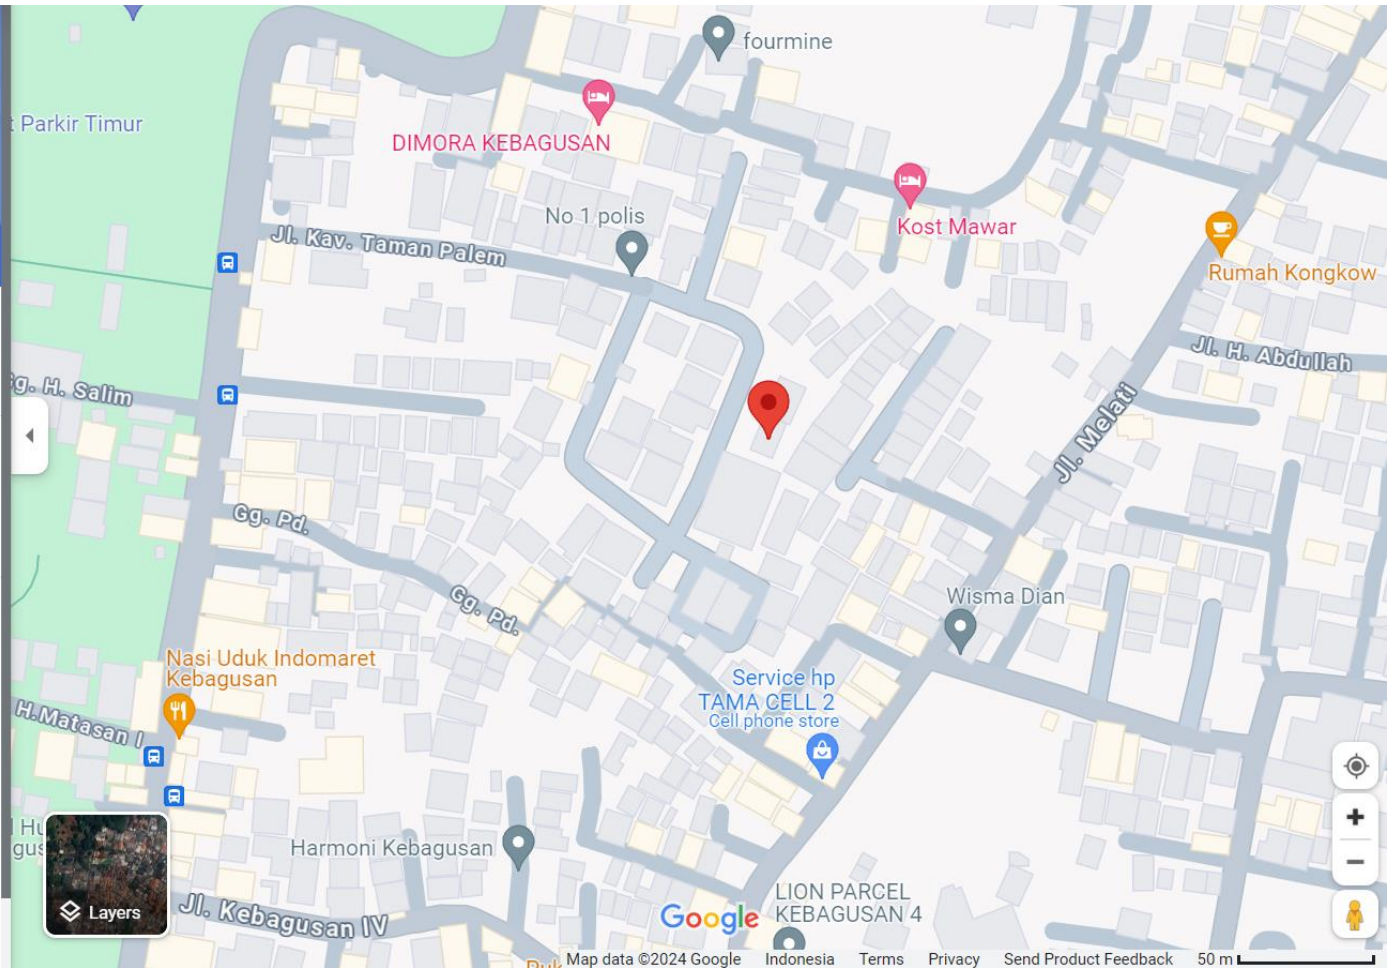 fourmine
t Parkir Timur
DIMORA KEBAGUSAN
No 1 polis
Kost Mawar
Jl. Kav. Taman Palem
Rumah Kongkow
Jl. H. Abdullah
Gg. H. Salim
Jl. Melati
Gg. Pd.
Gg. Pd.
Wisma Dian
Nasi Uduk Indomaret
Kebagusan
Service hp
TAMA CELL 2
Cell phone store
H.Matasan I
Harmoni Kebagusan
LION PARCEL
KEBAGUSAN 4
Layers
Jl. Kebagusan IV
Google
Map data ©2024 Google Indonesia Terms Privacy Send Product Feedback 50 m